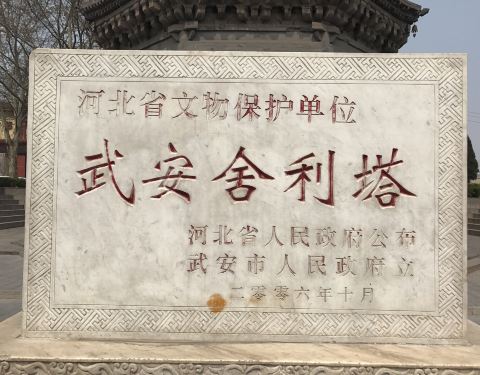 河北省文物保护单位
武安舍利塔
河北省人民政府公布
武安市人民政府立
二零零六年十月